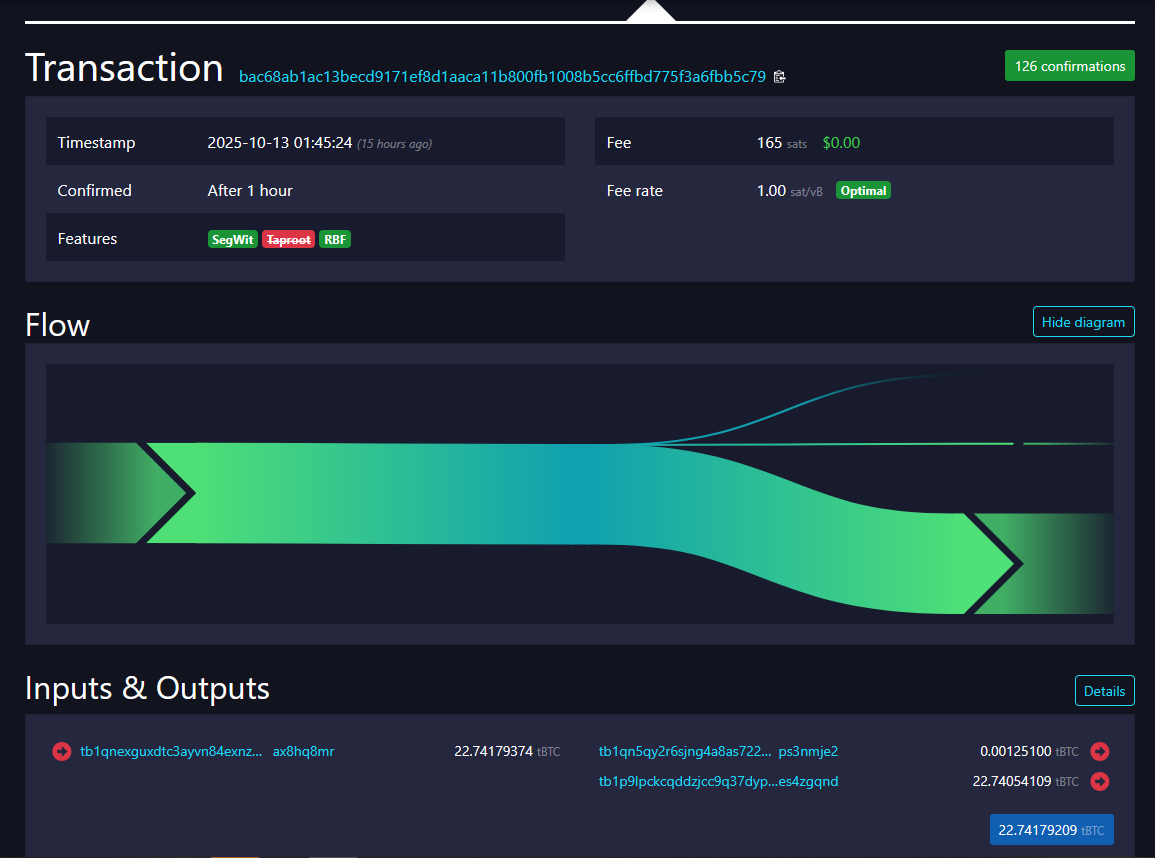 Transaction bac68ab1ac13becd9171ef8d1aaca11b800fb1008b5cc6ffbd775f3a6fbb5c79 126 confirmations
Timestamp 2025-10-13 01:45:24 (15 hours ago) Fee 165 sats $0.00
Confirmed After 1 hour Fee rate 1.00 sat/vB Optimal
Features SegWit Taproot RBF
Flow Hide diagram
Inputs & Outputs Details
tb1qnexguxdtc3ayvn84exnz... ax8hq8mr 22.74179374 tBTC tb1qn5qy2r6sjng4a8as722... ps3nmje2 0.00125100 tBTC
tb1p9lpckcqddzjcc9q37dyp...es4zgqnd 22.74054109 tBTC
22.74179209 tBTC